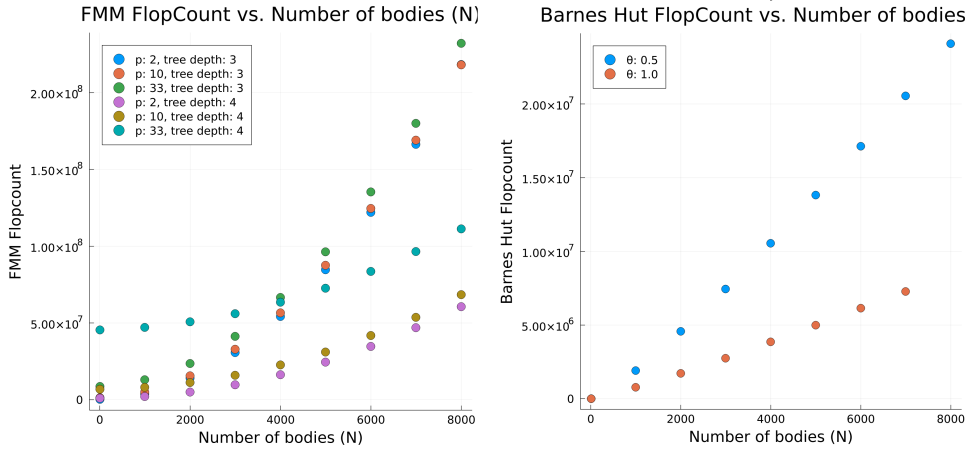 FMM FlopCount vs. Number of bodies (N)
p: 2, tree depth: 3
p: 10, tree depth: 3
p: 33, tree depth: 3
p: 2, tree depth: 4
p: 10, tree depth: 4
p: 33, tree depth: 4
2.00×10⁸
1.50×10⁸
1.00×10⁸
5.00×10⁷
0
FMM Flopcount
0 2000 4000 6000 8000
Number of bodies (N)
Barnes Hut FlopCount vs. Number of bodies
θ: 0.5
θ: 1.0
2.00×10⁷
1.50×10⁷
1.00×10⁷
5.00×10⁶
0
Barnes Hut Flopcount
0 2000 4000 6000 8000
Number of bodies (N)